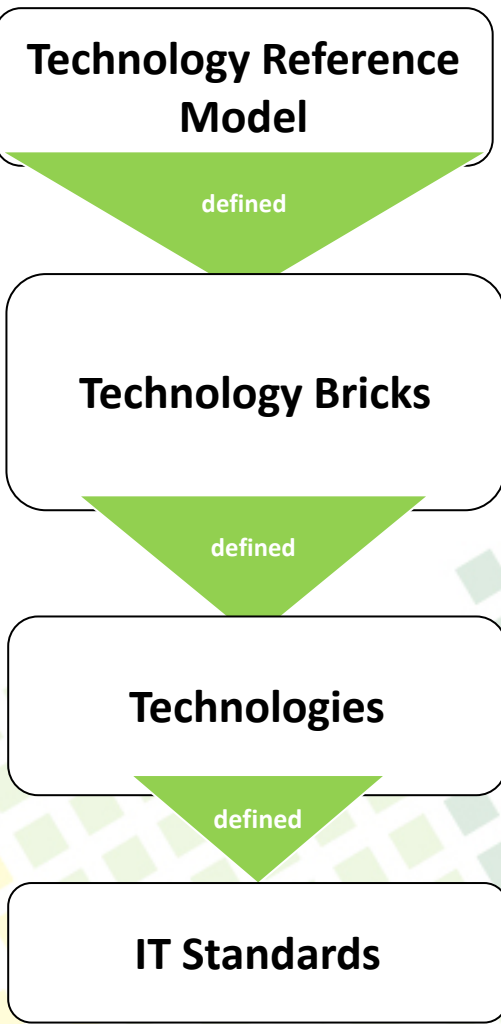 Technology Reference
Model
defined
Technology Bricks
defined
Technologies
defined
IT Standards